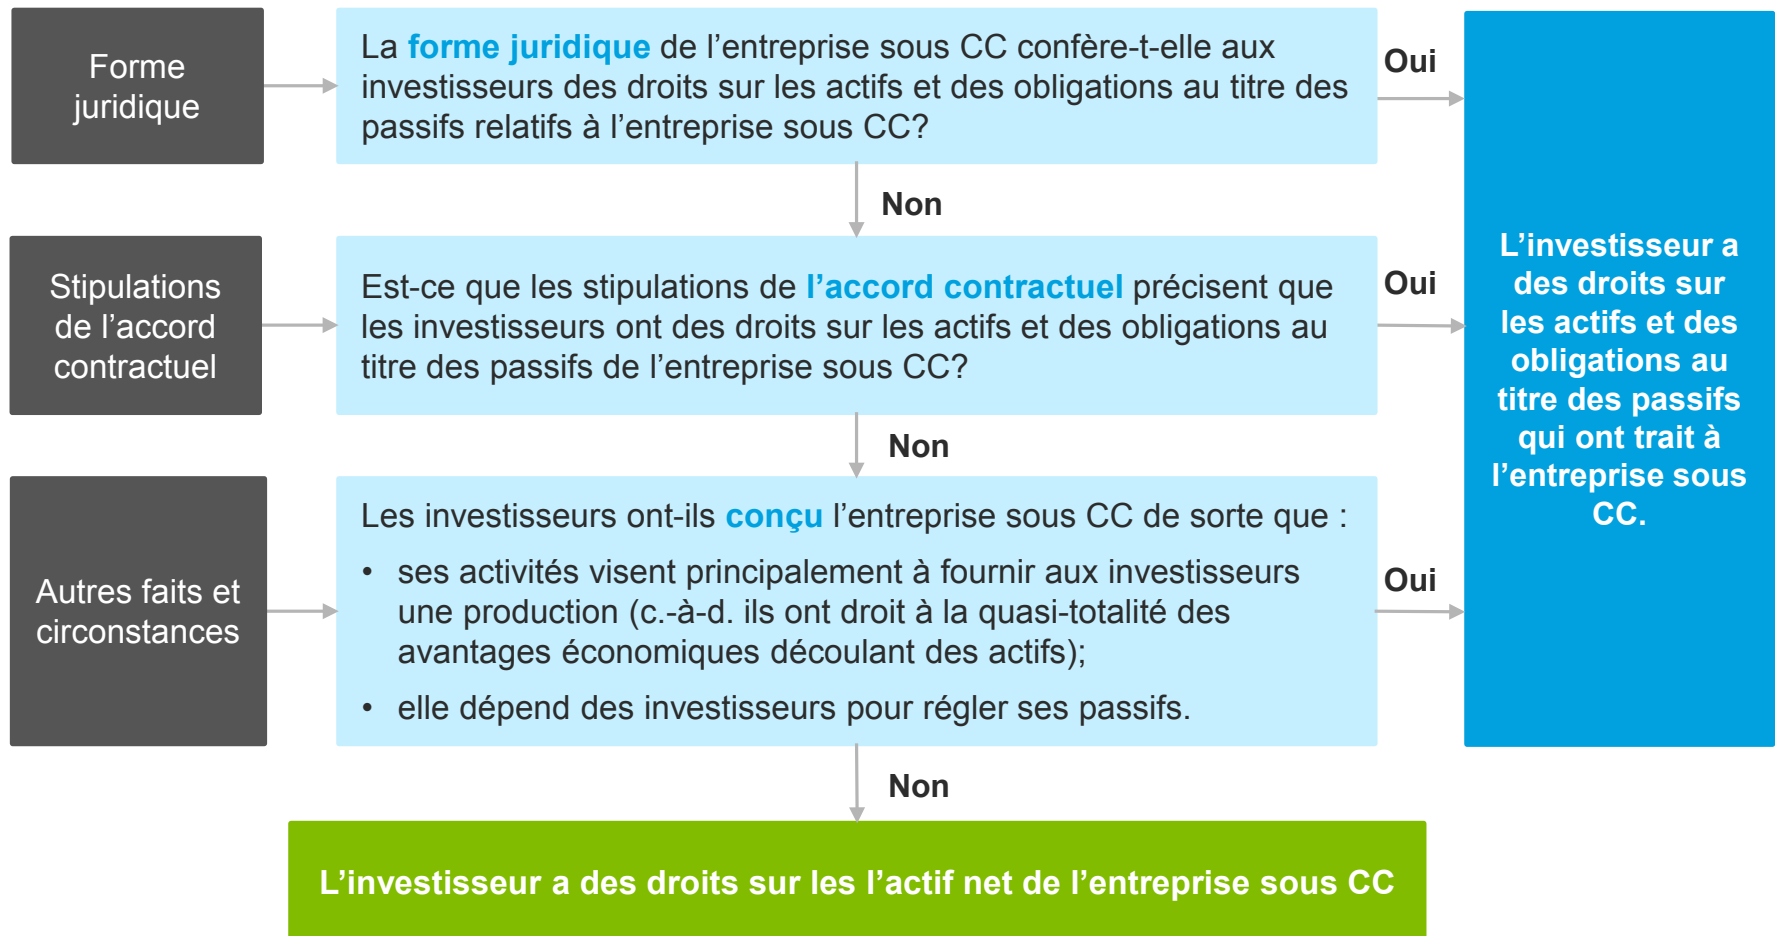 Forme
juridique
La forme juridique de l’entreprise sous CC confère-t-elle aux
investisseurs des droits sur les actifs et des obligations au titre des
passifs relatifs à l’entreprise sous CC?
Oui
Non
Stipulations
de l’accord
contractuel
Est-ce que les stipulations de l’accord contractuel précisent que
les investisseurs ont des droits sur les actifs et des obligations au
titre des passifs de l’entreprise sous CC?
Oui
Non
Autres faits et
circonstances
Les investisseurs ont-ils conçu l’entreprise sous CC de sorte que :
• ses activités visent principalement à fournir aux investisseurs
une production (c.-à-d. ils ont droit à la quasi-totalité des
avantages économiques découlant des actifs);
• elle dépend des investisseurs pour régler ses passifs.
Oui
Non
L’investisseur a
des droits sur
les actifs et des
obligations au
titre des passifs
qui ont trait à
l’entreprise sous
CC.
L’investisseur a des droits sur les l’actif net de l’entreprise sous CC